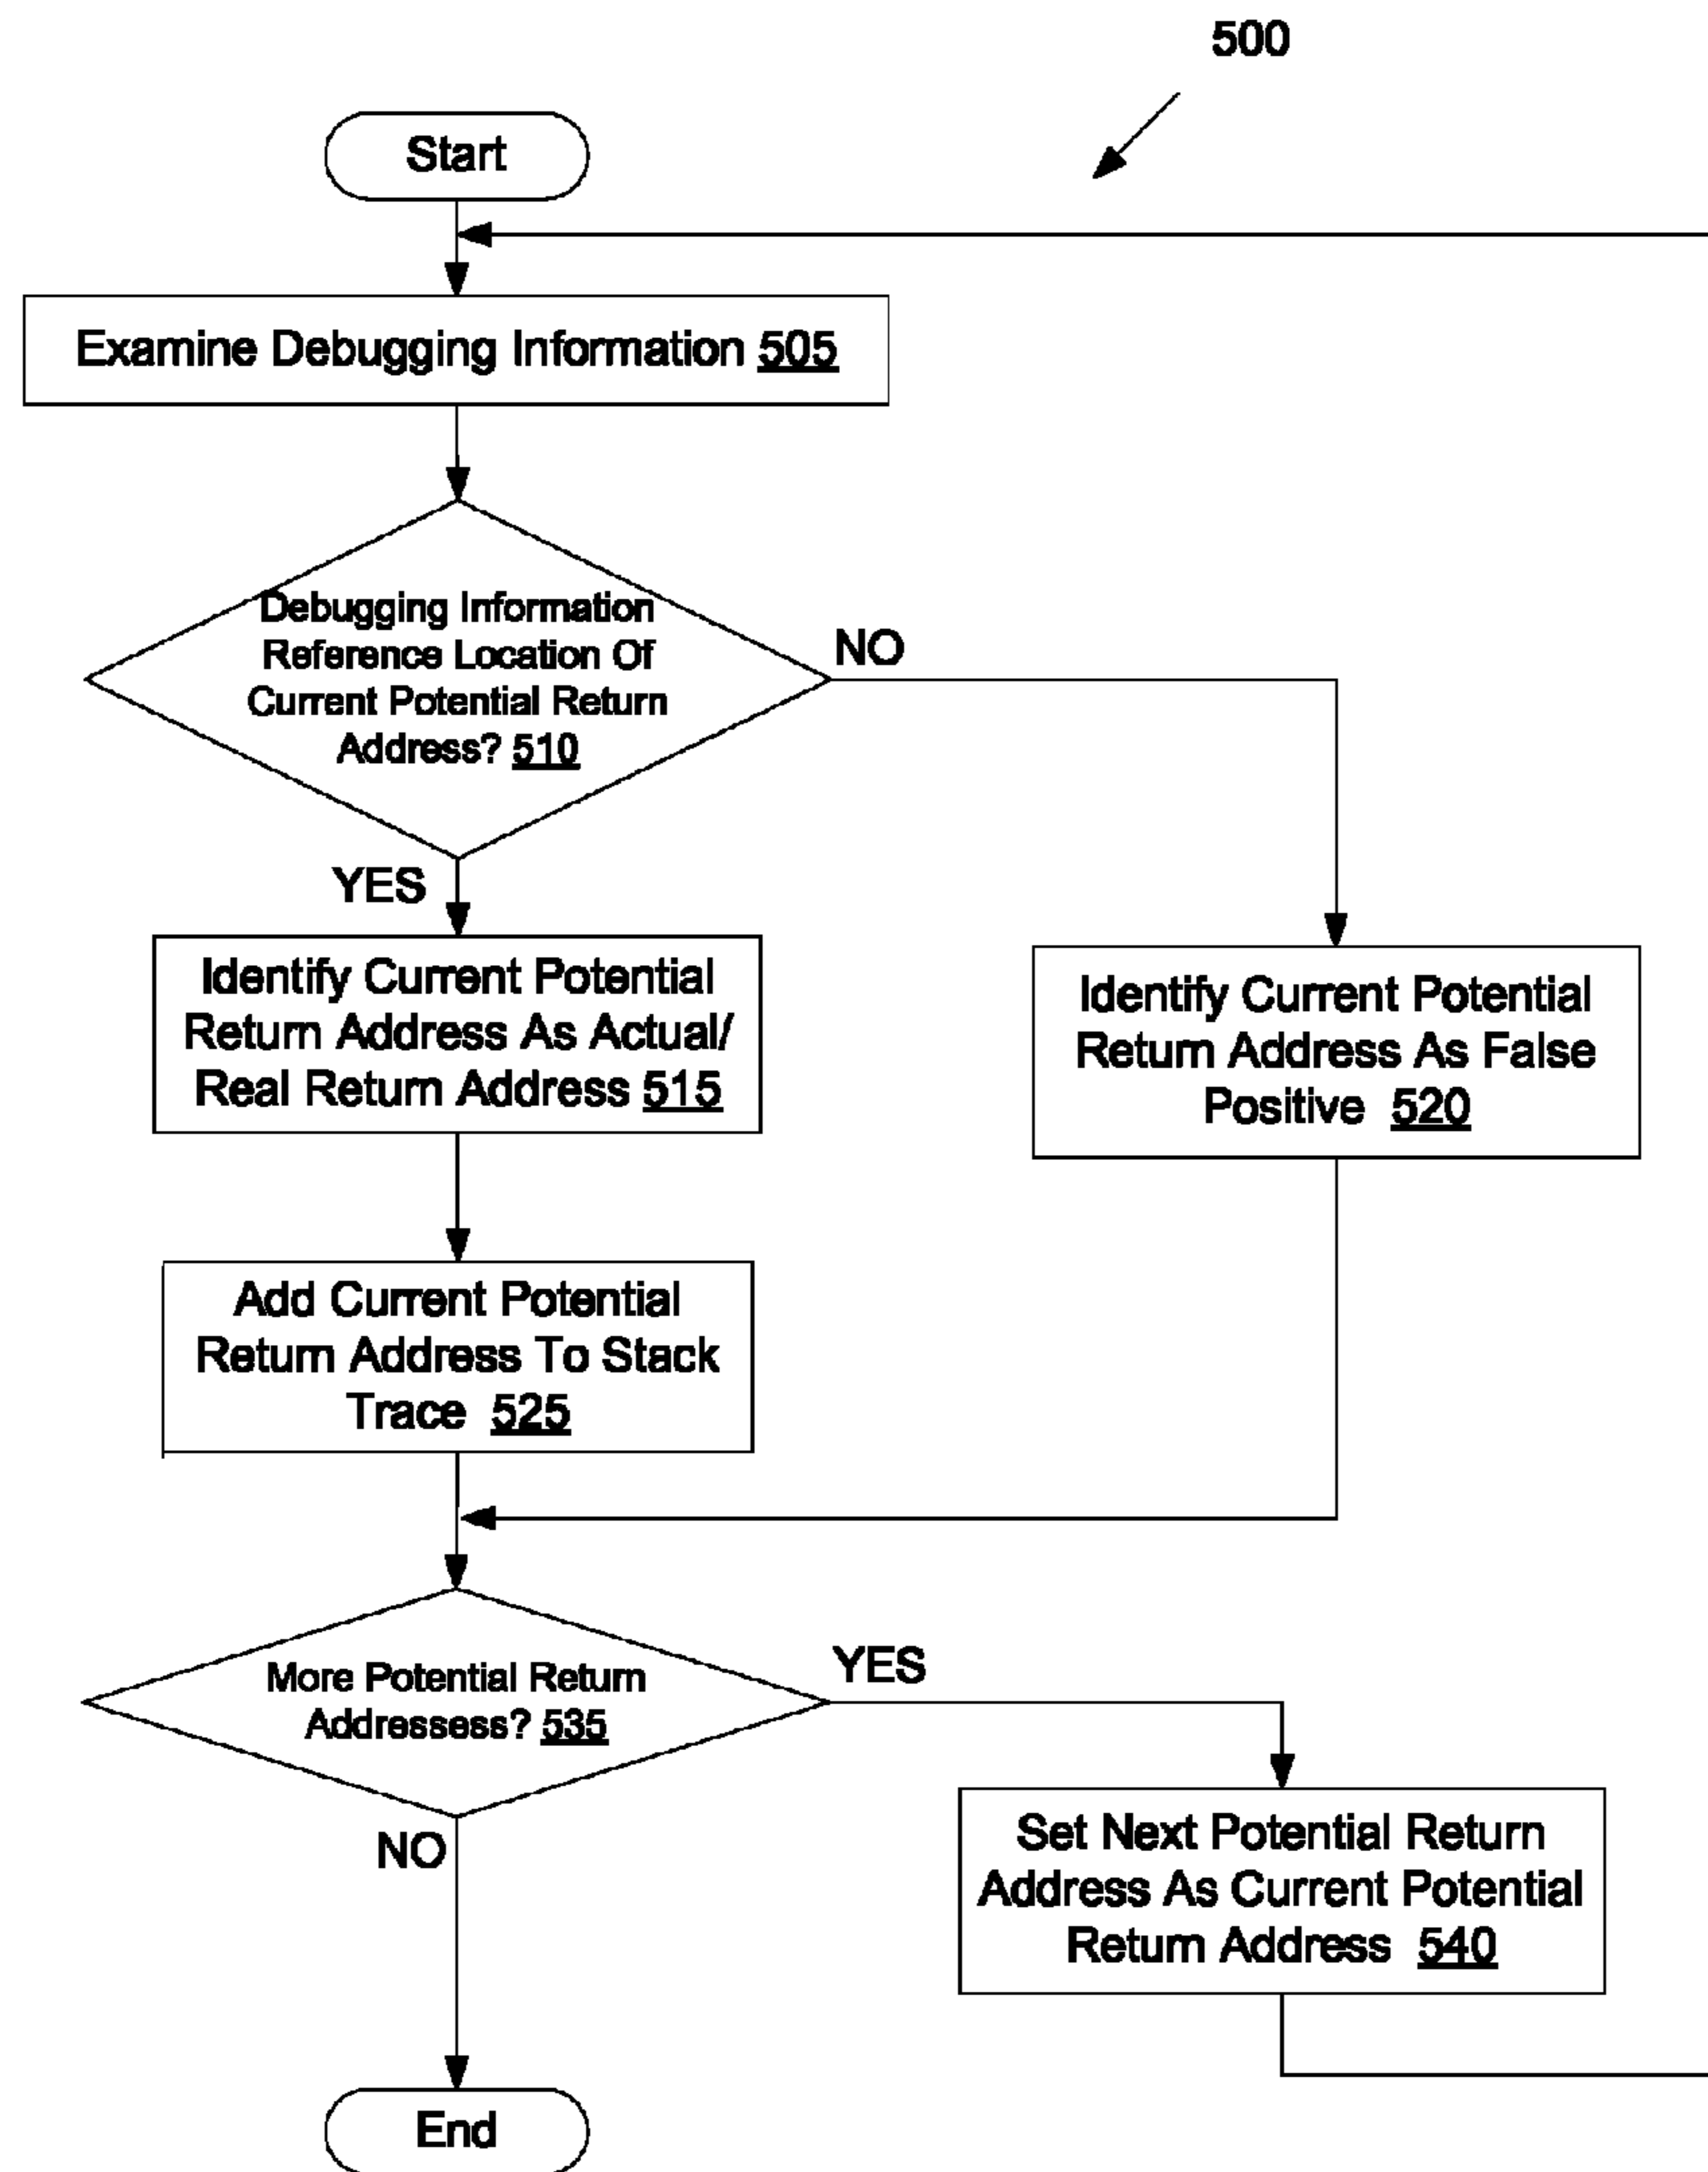 500
Start
Examine Debugging Information 505
Debugging Information
Reference Location Of
Current Potential Return
Address? 510
NO
YES
Identify Current Potential
Return Address As Actual/
Real Return Address 515
Identify Current Potential
Return Address As False
Positive 520
Add Current Potential
Return Address To Stack
Trace 525
More Potential Return
Addressess? 535
YES
NO
Set Next Potential Return
Address As Current Potential
Return Address 540
End